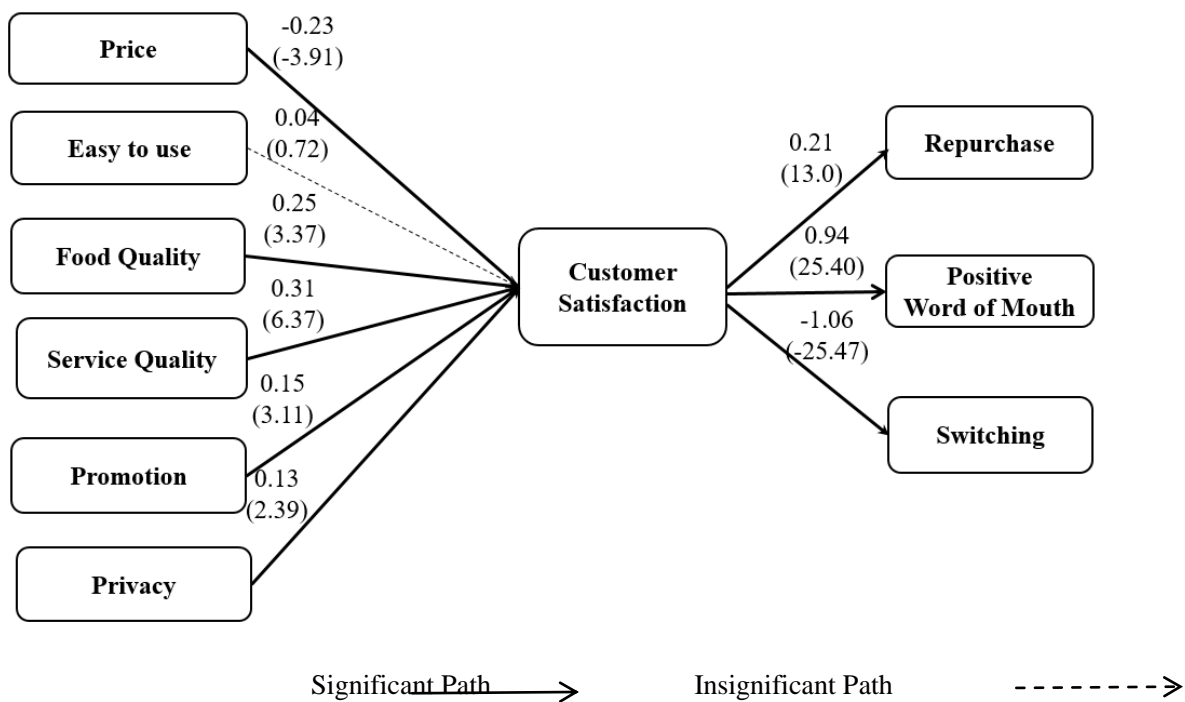 Price
-0.23
(-3.91)
Easy to use
0.04
(0.72)
Food Quality
0.25
(3.37)
Service Quality
0.31
(6.37)
Promotion
0.15
(3.11)
Privacy
0.13
(2.39)
Customer
Satisfaction
0.21
(13.0)
Repurchase
0.94
(25.40)
Positive
Word of Mouth
-1.06
(-25.47)
Switching
Significant Path
Insignificant Path